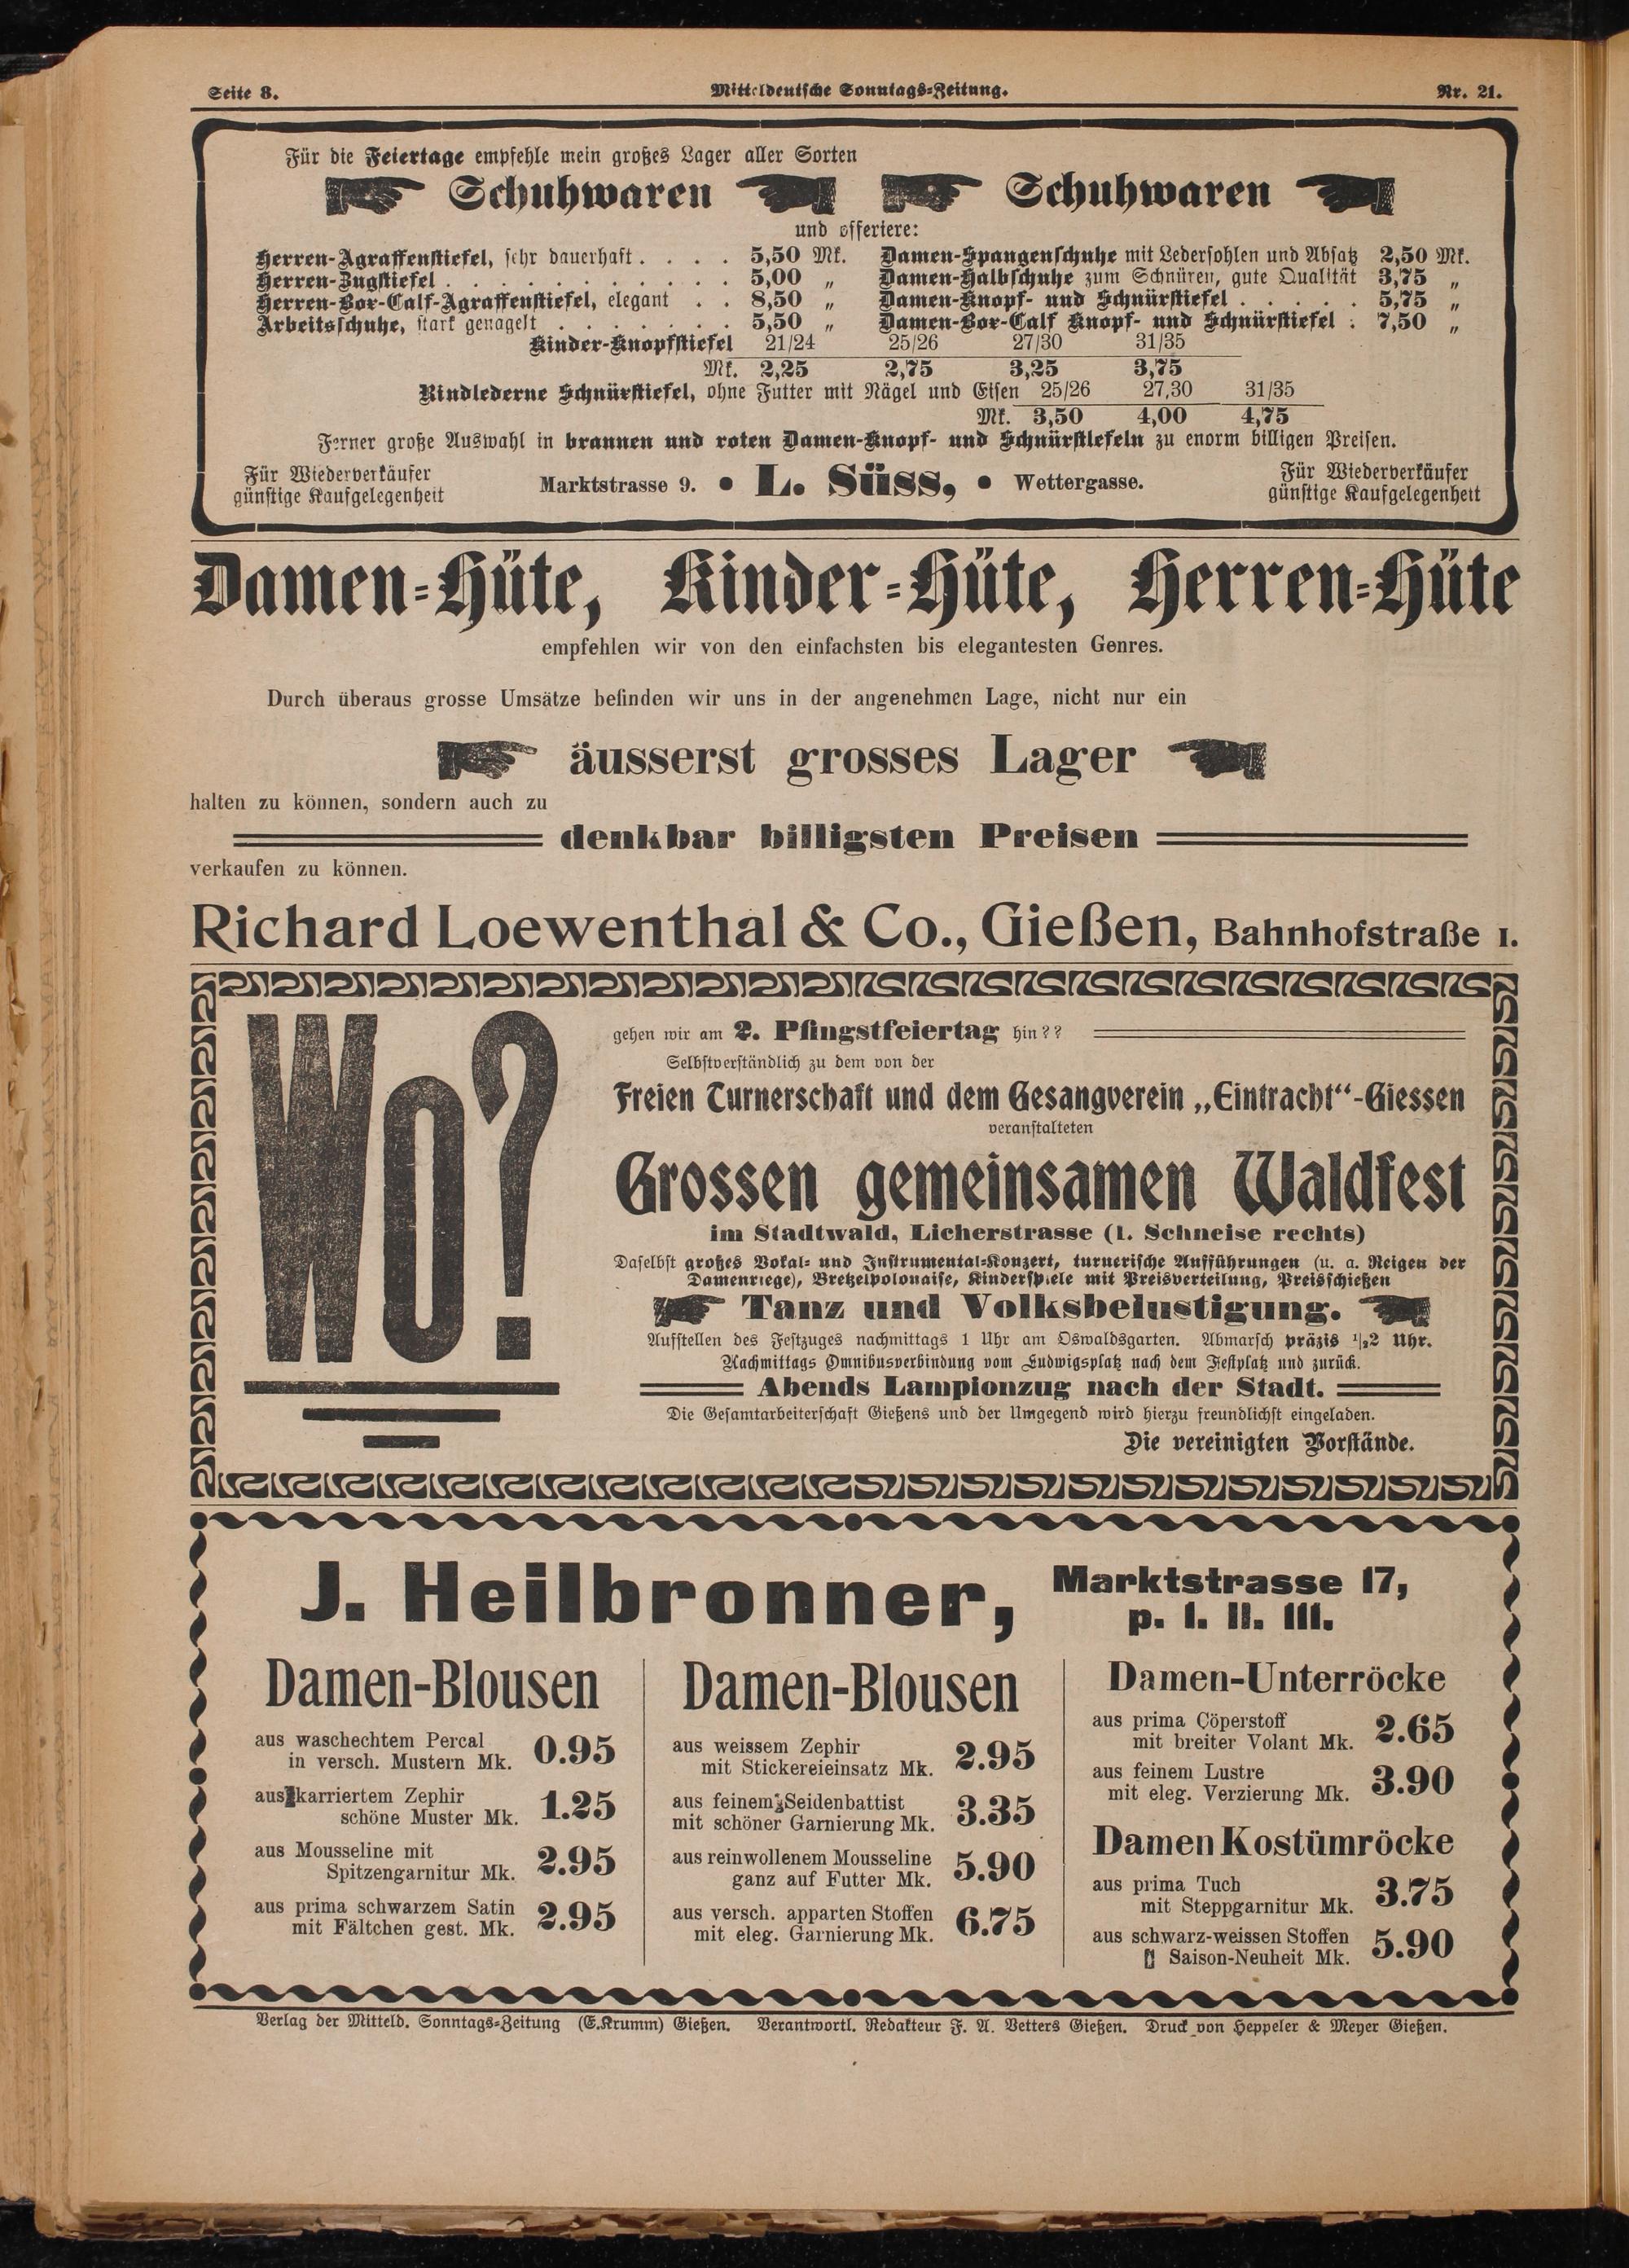 Seite 8.
Mitteldeutsche Sonntags-Zeitung.
Nr. 21.
Für die Feiertage empfehle mein großes Lager aller Sorten
Schuhwaren Schuhwaren
und offeriere:
Herren-Agraffenstiefel, sehr dauerhaft . . . . 5,50 Mk.
Herren-Zugstiefel . . . . . . . . . . . 5,00 „
Herren-Box-Calf-Agraffenstiefel, elegant . . 8,50 „
Arbeitsschuhe, stark genagelt . . . . . . . 5,50 „
Damen-Spangenschuhe mit Ledersohlen und Absatz 2,50 Mk.
Damen-Halbschuhe zum Schnüren, gute Qualität 3,75 „
Damen-Knopf- und Schnürstiefel . . . . . 5,75 „
Damen-Box-Calf Knopf- und Schnürstiefel . 7,50 „
Kinder-Knopfstiefel 21/24 25/26 27/30 31/35
Mk. 2,25 2,75 3,25 3,75
Rindlederne Schnürstiefel, ohne Futter mit Nägel und Eisen 25/26 27,30 31/35
Mk. 3,50 4,00 4,75
Ferner große Auswahl in braunen und roten Damen-Knopf- und Schnürstiefeln zu enorm billigen Preisen.
Für Wiederverkäufer
günstige Kaufgelegenheit
Marktstrasse 9. • L. Süss, • Wettergasse.
Für Wiederverkäufer
günstige Kaufgelegenheit
Damen-Hüte, Kinder-Hüte, Herren-Hüte
empfehlen wir von den einfachsten bis elegantesten Genres.
Durch überaus grosse Umsätze befinden wir uns in der angenehmen Lage, nicht nur ein
äusserst grosses Lager
halten zu können, sondern auch zu
denkbar billigsten Preisen
verkaufen zu können.
Richard Loewenthal & Co., Gießen, Bahnhofstraße 1.
Wo?
gehen wir am 2. Pfingstfeiertag hin??
Selbstverständlich zu dem von der
Freien Turnerschaft und dem Gesangverein „Eintracht“-Giessen
veranstalteten
Grossen gemeinsamen Waldfest
im Stadtwald, Licherstrasse (1. Schneise rechts)
Daselbst großes Vokal- und Instrumental-Konzert, turnerische Aufführungen (u. a. Reigen der
Damenriege), Bretzelpolonaise, Kinderspiele mit Preisverteilung, Preisschießen
Tanz und Volksbelustigung.
Aufstellen des Festzuges nachmittags 1 Uhr am Oswaldsgarten. Abmarsch präzis 1/22 Uhr.
Nachmittags Omnibusverbindung vom Ludwigsplatz nach dem Festplatz und zurück.
Abends Lampionzug nach der Stadt.
Die Gesamtarbeiterschaft Gießens und der Umgegend wird hierzu freundlichst eingeladen.
Die vereinigten Vorstände.
J. Heilbronner,
Marktstrasse 17,
p. I. II. III.
Damen-Blousen
aus waschechtem Percal
in versch. Mustern Mk. 0.95
aus karriertem Zephir
schöne Muster Mk. 1.25
aus Mousseline mit
Spitzengarnitur Mk. 2.95
aus prima schwarzem Satin
mit Fältchen gest. Mk. 2.95
Damen-Blousen
aus weissem Zephir
mit Stickereieinsatz Mk. 2.95
aus feinem Seidenbattist
mit schöner Garnierung Mk. 3.35
aus reinwollenem Mousseline
ganz auf Futter Mk. 5.90
aus versch. apparten Stoffen
mit eleg. Garnierung Mk. 6.75
Damen-Unterröcke
aus prima Cöperstoff
mit breiter Volant Mk. 2.65
aus feinem Lustre
mit eleg. Verzierung Mk. 3.90
Damen Kostümröcke
aus prima Tuch
mit Steppgarnitur Mk. 3.75
aus schwarz-weissen Stoffen
Saison-Neuheit Mk. 5.90
Verlag der Mitteld. Sonntags-Zeitung (E.Krumm) Gießen. Verantwortl. Redakteur F. A. Vetters Gießen. Druck von Heppeler & Meyer Gießen.